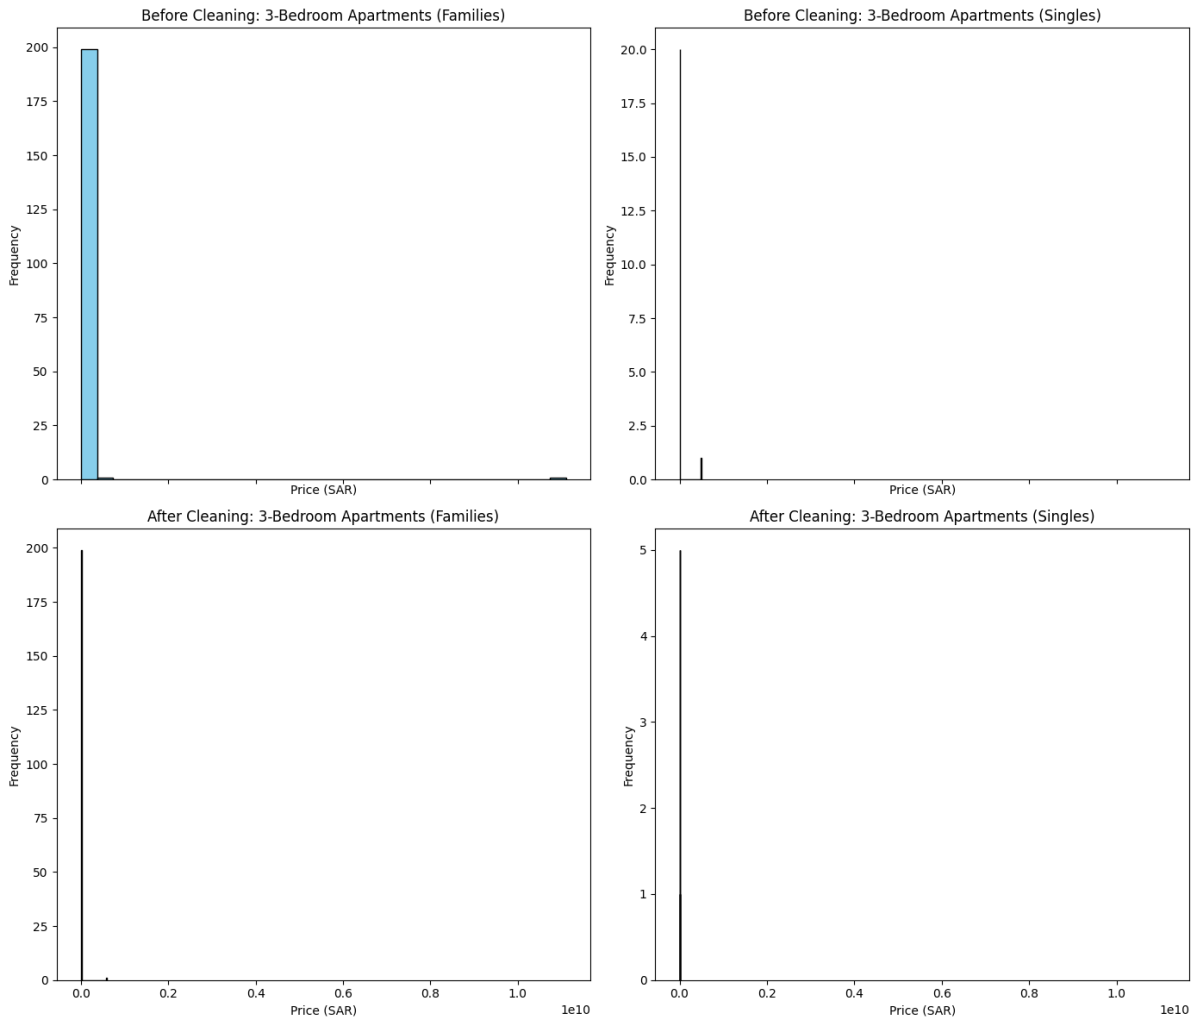 Before Cleaning: 3-Bedroom Apartments (Families)
200
175
150
125
100
75
50
25
0
Frequency
Price (SAR)
Before Cleaning: 3-Bedroom Apartments (Singles)
20.0
17.5
15.0
12.5
10.0
7.5
5.0
2.5
0.0
Frequency
Price (SAR)
After Cleaning: 3-Bedroom Apartments (Families)
200
175
150
125
100
75
50
25
0
Frequency
0.0 0.2 0.4 0.6 0.8 1.0
Price (SAR)
1e10
After Cleaning: 3-Bedroom Apartments (Singles)
5
4
3
2
1
0
Frequency
0.0 0.2 0.4 0.6 0.8 1.0
Price (SAR)
1e10